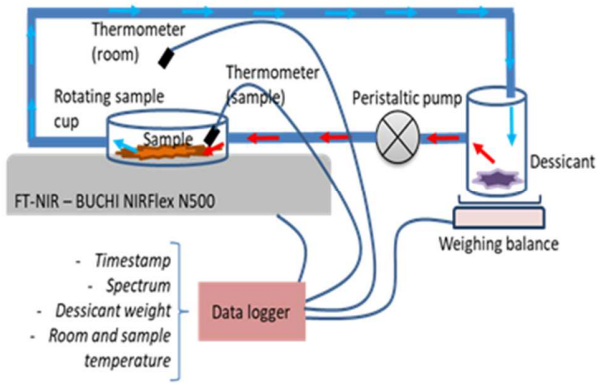 Thermometer
(room)
Thermometer
(sample)
Rotating sample
cup
Peristaltic pump
Sample
Dessicant
FT-NIR – BUCHI NIRFlex N500
Weighing balance
- Timestamp
- Spectrum
- Dessicant weight
- Room and sample
temperature
Data logger